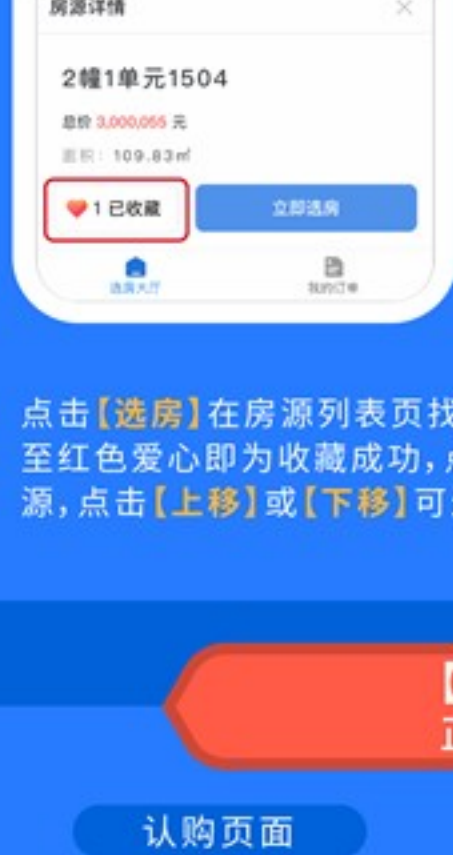 房源详情
2幢1单元1504
总价 3,000,055 元
面积：109.83㎡
1 已收藏
立即选房
选房大厅
我的订单
点击【选房】在房源列表页找
至红色爱心即为收藏成功，
源，点击【上移】或【下移】可
认购页面